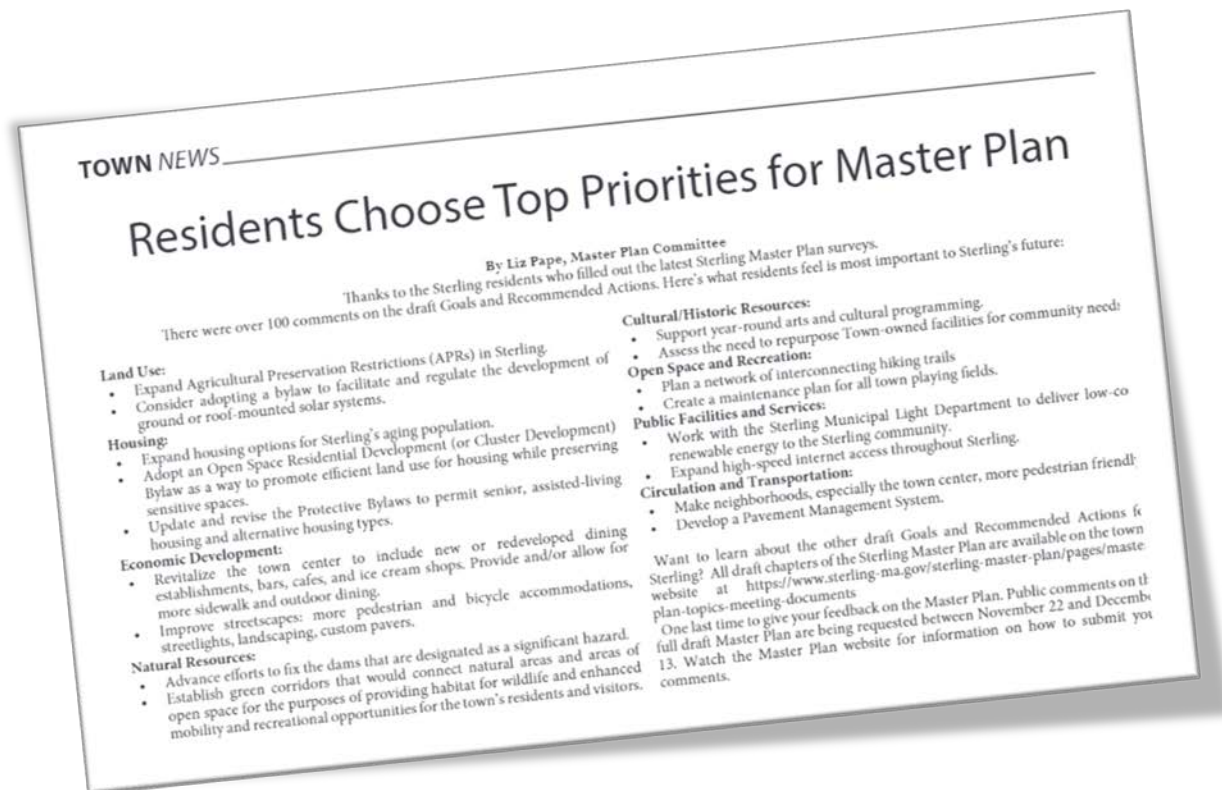 TOWN NEWS
Residents Choose Top Priorities for Master Plan
By Liz Pape, Master Plan Committee
Thanks to the Sterling residents who filled out the latest Sterling Master Plan surveys.
There were over 100 comments on the draft Goals and Recommended Actions. Here's what residents feel is most important to Sterling's future:
Land Use:
• Expand Agricultural Preservation Restrictions (APRs) in Sterling.
• Consider adopting a bylaw to facilitate and regulate the development of
ground or roof-mounted solar systems.
Housing:
• Expand housing options for Sterling's aging population.
• Adopt an Open Space Residential Development (or Cluster Development)
Bylaw as a way to promote efficient land use for housing while preserving
sensitive spaces.
• Update and revise the Protective Bylaws to permit senior, assisted-living
housing and alternative housing types.
Economic Development:
• Revitalize the town center to include new or redeveloped dining
establishments, bars, cafes, and ice cream shops. Provide and/or allow for
more sidewalk and outdoor dining.
• Improve streetscapes: more pedestrian and bicycle accommodations,
streetlights, landscaping, custom pavers.
Natural Resources:
• Advance efforts to fix the dams that are designated as a significant hazard.
• Establish green corridors that would connect natural areas and areas of
open space for the purposes of providing habitat for wildlife and enhanced
mobility and recreational opportunities for the town's residents and visitors.
Cultural/Historic Resources:
• Support year-round arts and cultural programming.
• Assess the need to repurpose Town-owned facilities for community need
Open Space and Recreation:
• Plan a network of interconnecting hiking trails
• Create a maintenance plan for all town playing fields.
Public Facilities and Services:
• Work with the Sterling Municipal Light Department to deliver low-co
renewable energy to the Sterling community.
• Expand high-speed internet access throughout Sterling.
Circulation and Transportation:
• Make neighborhoods, especially the town center, more pedestrian friendl
• Develop a Pavement Management System.
Want to learn about the other draft Goals and Recommended Actions
Sterling? All draft chapters of the Sterling Master Plan are available on the town
website at https://www.sterling-ma.gov/sterling-master-plan/pages/maste
plan-topics-meeting-documents
One last time to give your feedback on the Master Plan. Public comments on th
full draft Master Plan are being requested between November 22 and Decembe
13. Watch the Master Plan website for information on how to submit you
comments.